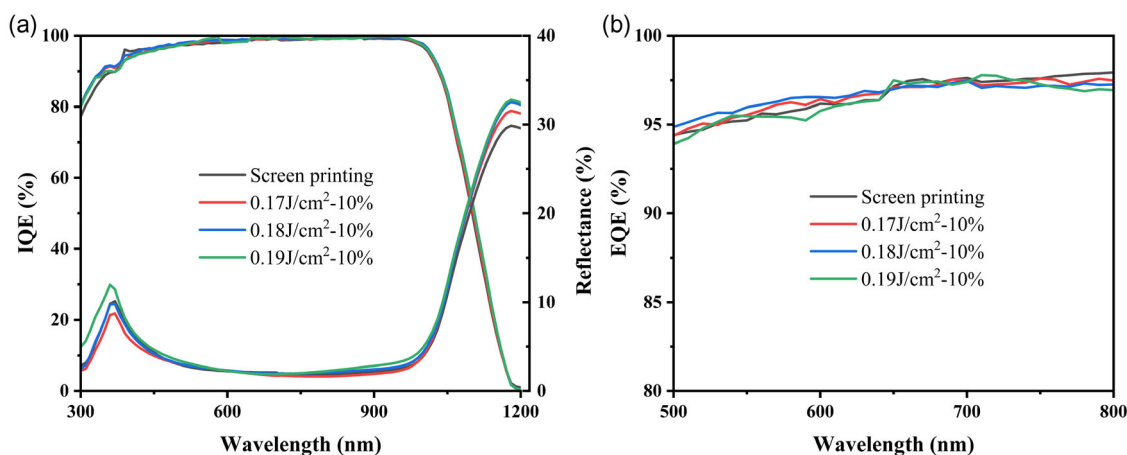 (a)
100
80
60
40
20
0
IQE (%)
Screen printing
0.17J/cm²-10%
0.18J/cm²-10%
0.19J/cm²-10%
40
30
20
10
0
Reflectance (%)
300
600
900
1200
Wavelength (nm)
(b)
100
95
90
85
80
EQE (%)
Screen printing
0.17J/cm²-10%
0.18J/cm²-10%
0.19J/cm²-10%
500
600
700
800
Wavelength (nm)